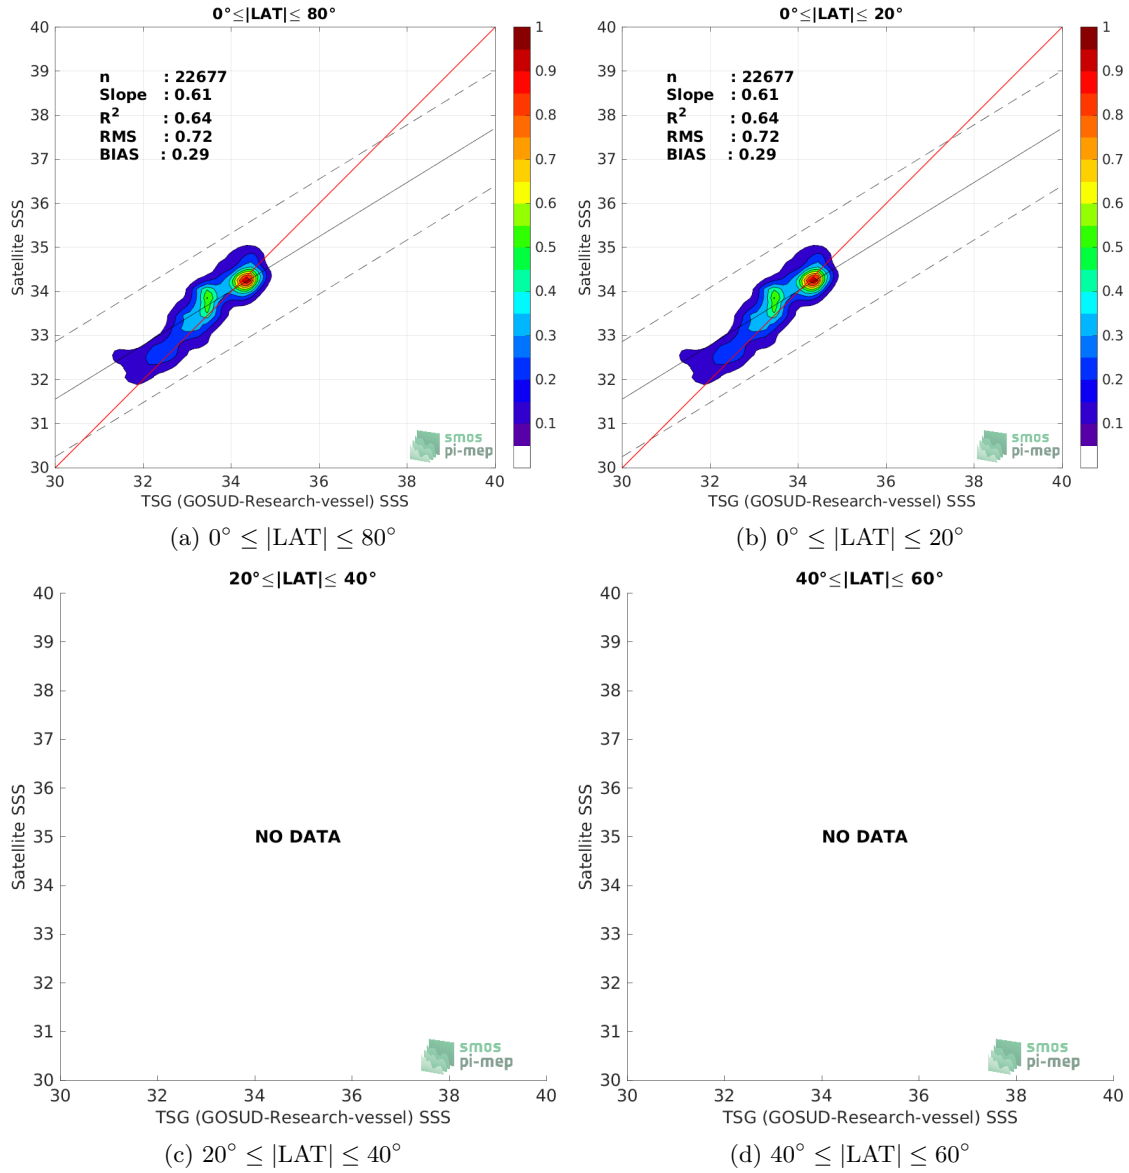 0°≤|LAT|≤ 80°
40
39
38
37
36
35
34
33
32
31
30
Satellite SSS
n : 22677
Slope : 0.61
R² : 0.64
RMS : 0.72
BIAS : 0.29
smos
pi-mep
30 32 34 36 38 40
TSG (GOSUD-Research-vessel) SSS
1
0.9
0.8
0.7
0.6
0.5
0.4
0.3
0.2
0.1
(a) 0° ≤ |LAT| ≤ 80°
0°≤|LAT|≤ 20°
40
39
38
37
36
35
34
33
32
31
30
Satellite SSS
n : 22677
Slope : 0.61
R² : 0.64
RMS : 0.72
BIAS : 0.29
smos
pi-mep
30 32 34 36 38 40
TSG (GOSUD-Research-vessel) SSS
1
0.9
0.8
0.7
0.6
0.5
0.4
0.3
0.2
0.1
(b) 0° ≤ |LAT| ≤ 20°
20°≤|LAT|≤ 40°
40
39
38
37
36
35
34
33
32
31
30
Satellite SSS
NO DATA
smos
pi-mep
30 32 34 36 38 40
TSG (GOSUD-Research-vessel) SSS
(c) 20° ≤ |LAT| ≤ 40°
40°≤|LAT|≤ 60°
40
39
38
37
36
35
34
33
32
31
30
Satellite SSS
NO DATA
smos
pi-mep
30 32 34 36 38 40
TSG (GOSUD-Research-vessel) SSS
(d) 40° ≤ |LAT| ≤ 60°